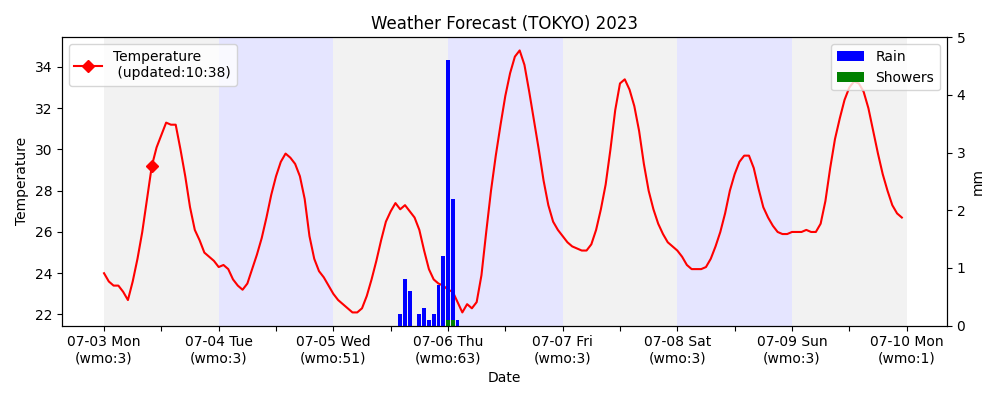 Weather Forecast (TOKYO) 2023
Temperature
(updated:10:38)
Rain
Showers
Temperature
34
32
30
28
26
24
22
5
4
3
2
1
0
mm
07-03 Mon
(wmo:3)
07-04 Tue
(wmo:3)
07-05 Wed
(wmo:51)
07-06 Thu
(wmo:63)
07-07 Fri
(wmo:3)
07-08 Sat
(wmo:3)
07-09 Sun
(wmo:3)
07-10 Mon
(wmo:1)
Date